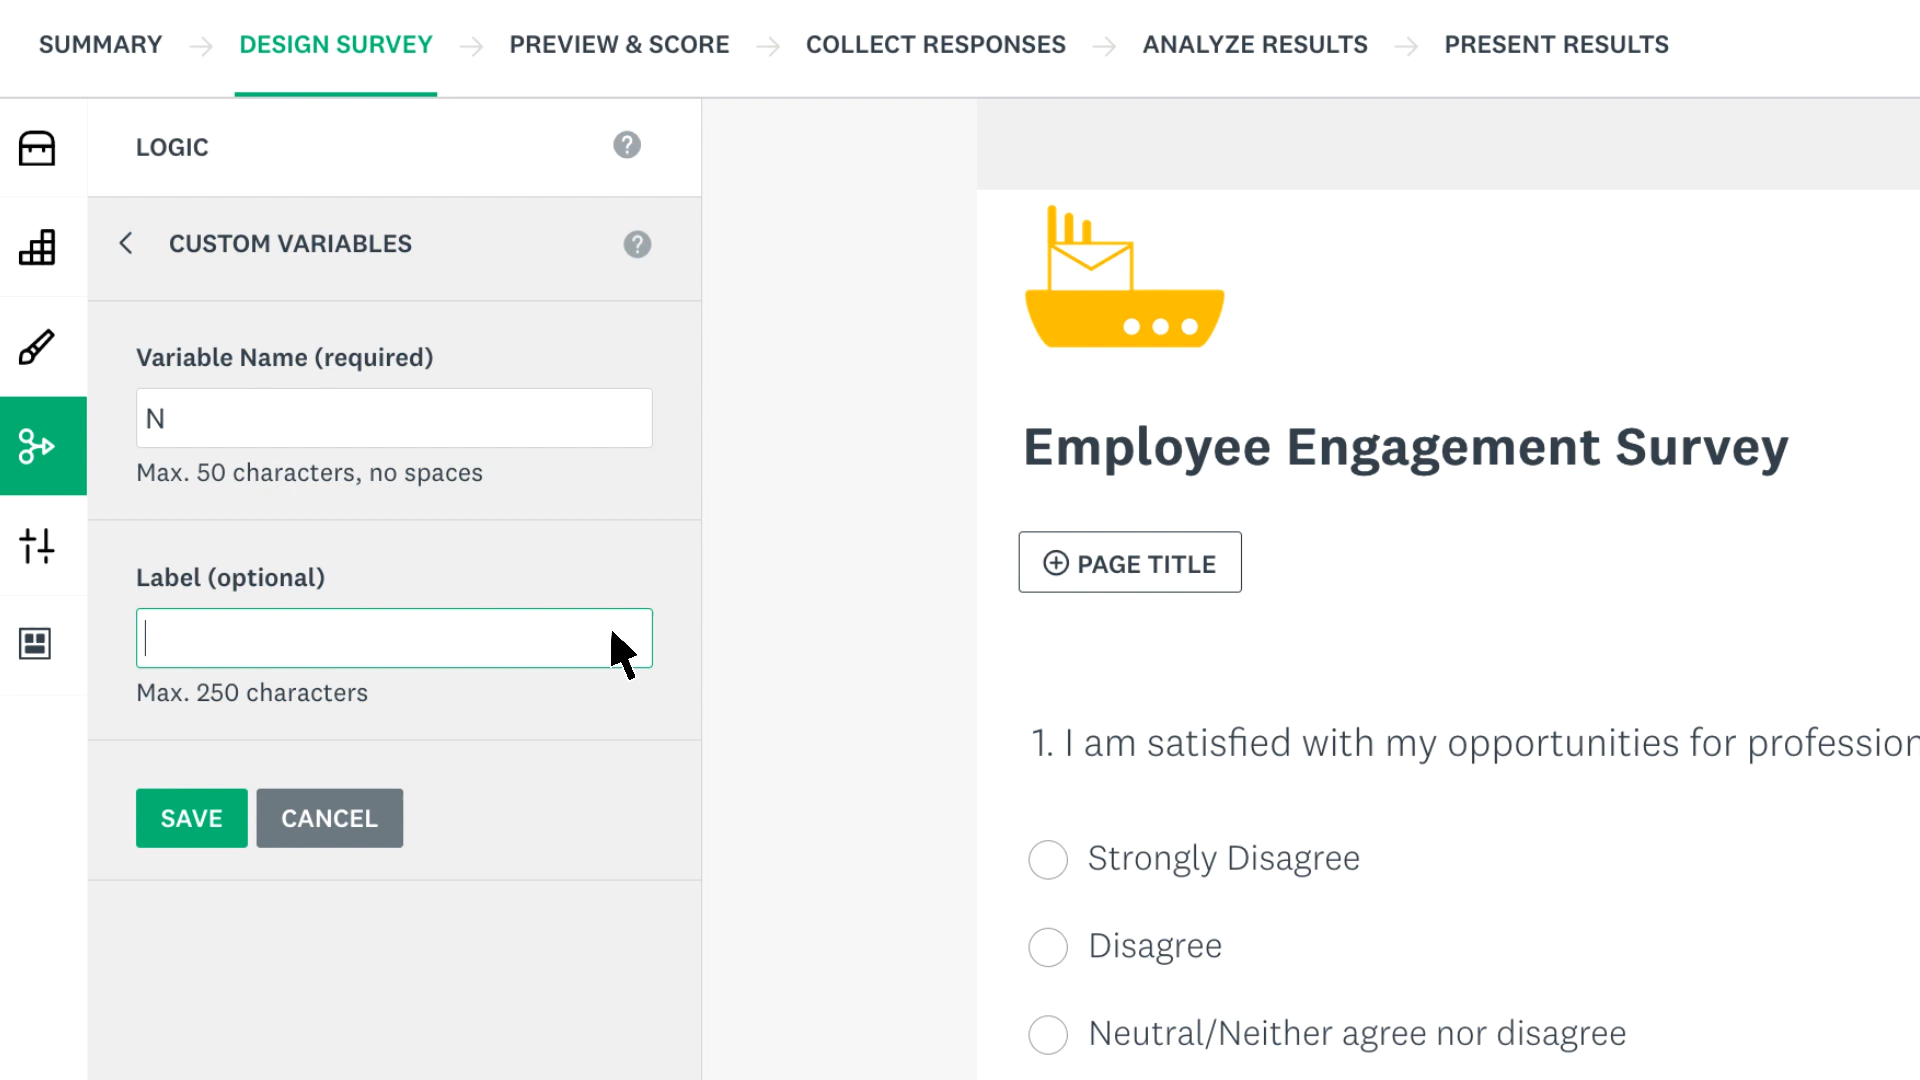 SUMMARY
DESIGN SURVEY
PREVIEW & SCORE
COLLECT RESPONSES
ANALYZE RESULTS
PRESENT RESULTS
LOGIC
?
CUSTOM VARIABLES
?
Variable Name (required)
N
Max. 50 characters, no spaces
Label (optional)
Max. 250 characters
SAVE
CANCEL
Employee Engagement Survey
PAGE TITLE
1. I am satisfied with my opportunities for profession
Strongly Disagree
Disagree
Neutral/Neither agree nor disagree